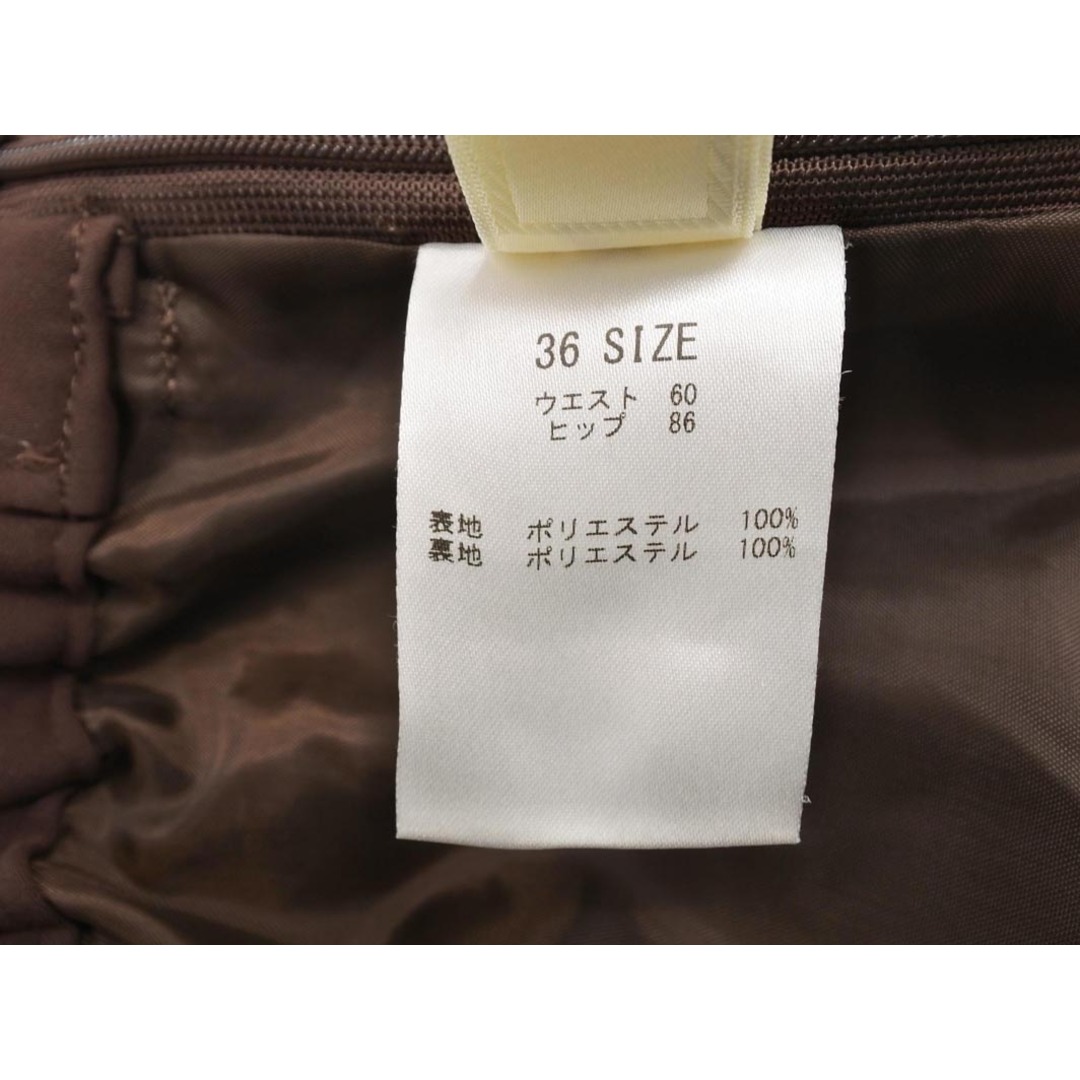 36 SIZE
ウエスト 60
ヒップ 86
表地 ポリエステル 100%
裏地 ポリエステル 100%